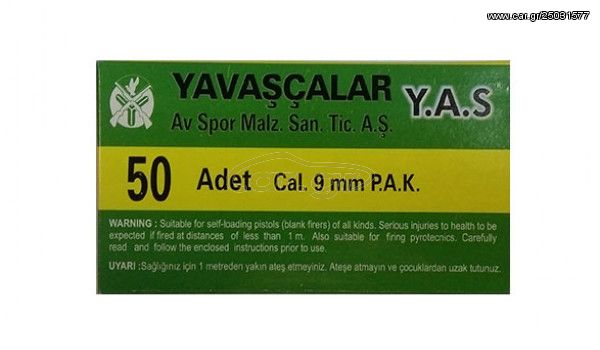 www.car.gr/25031577
YAVAŞÇALAR Y.A.S
Av Spor Malz. San. Tic. A.Ş.
50 Adet Cal. 9 mm P.A.K.
WARNING : Suitable for self-loading pistols (blank firers) of all kinds. Serious injuries to health to be
expected if fired at distances of less than 1 m. Also suitable for firing pyrotecnics. Carefully
read and follow the enclosed instructions prior to use.
UYARI :Sağlığınız için 1 metreden yakın ateş etmeyiniz. Ateşe atmayın ve çocuklardan uzak tutunuz.